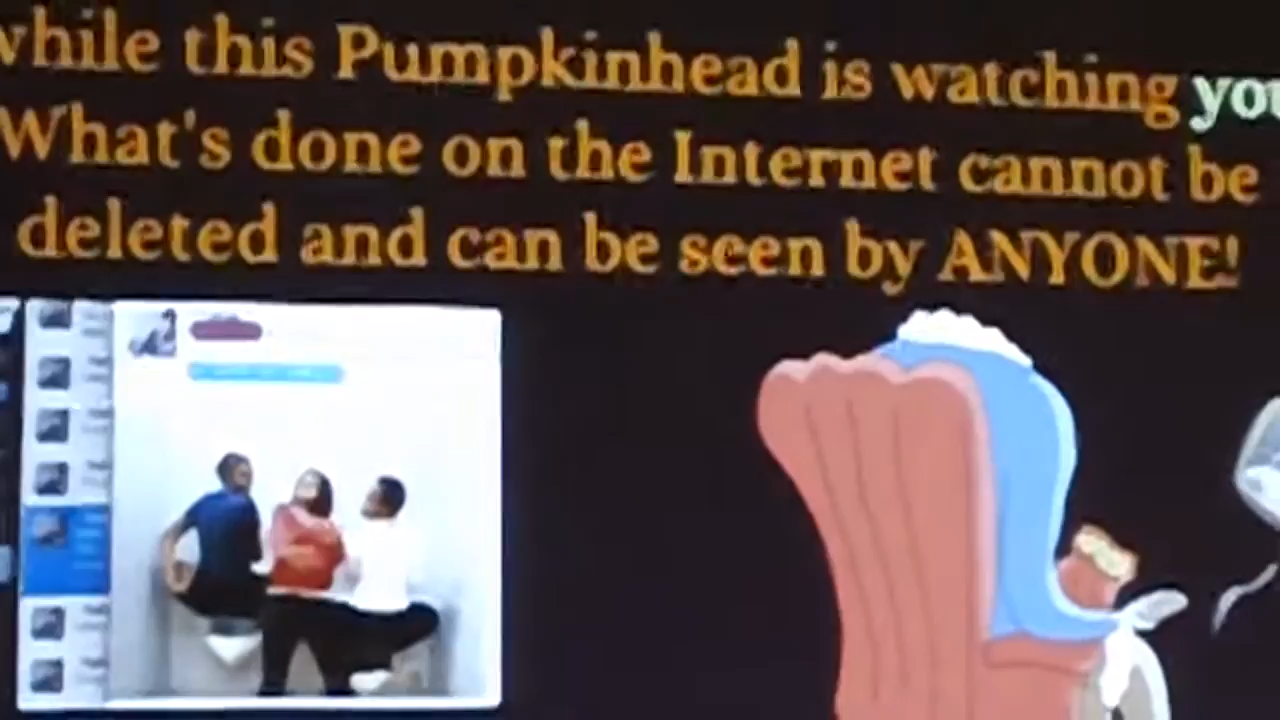 while this Pumpkinhead is watching you
What's done on the Internet cannot be
deleted and can be seen by ANYONE!